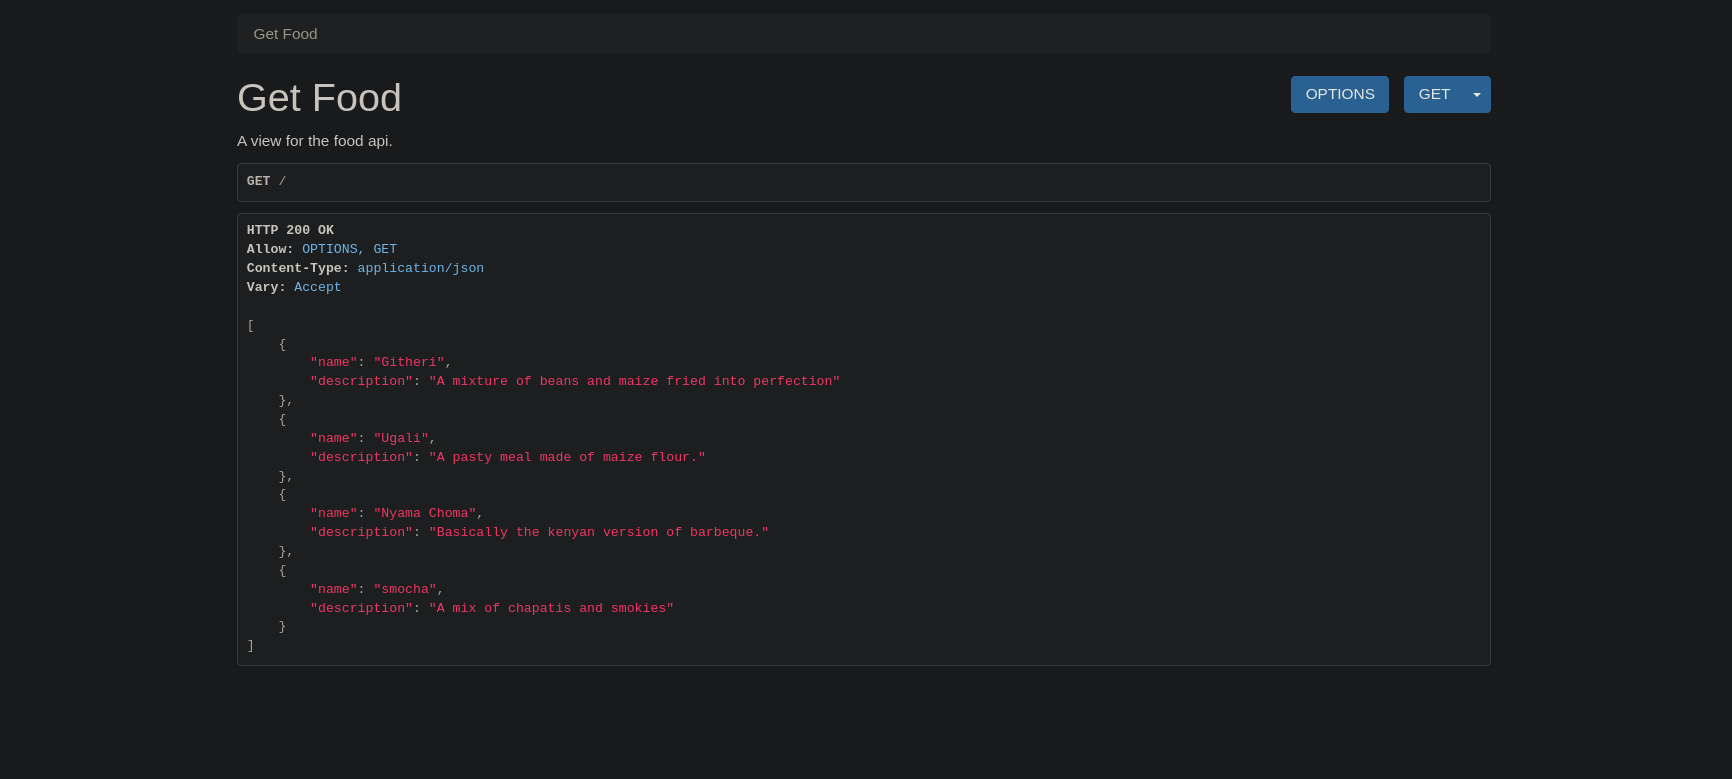 Get Food
Get Food
OPTIONS
GET
A view for the food api.
GET /
HTTP 200 OK
Allow: OPTIONS, GET
Content-Type: application/json
Vary: Accept
[
    {
        "name": "Githeri",
        "description": "A mixture of beans and maize fried into perfection"
    },
    {
        "name": "Ugali",
        "description": "A pasty meal made of maize flour."
    },
    {
        "name": "Nyama Choma",
        "description": "Basically the kenyan version of barbeque."
    },
    {
        "name": "smocha",
        "description": "A mix of chapatis and smokies"
    }
]